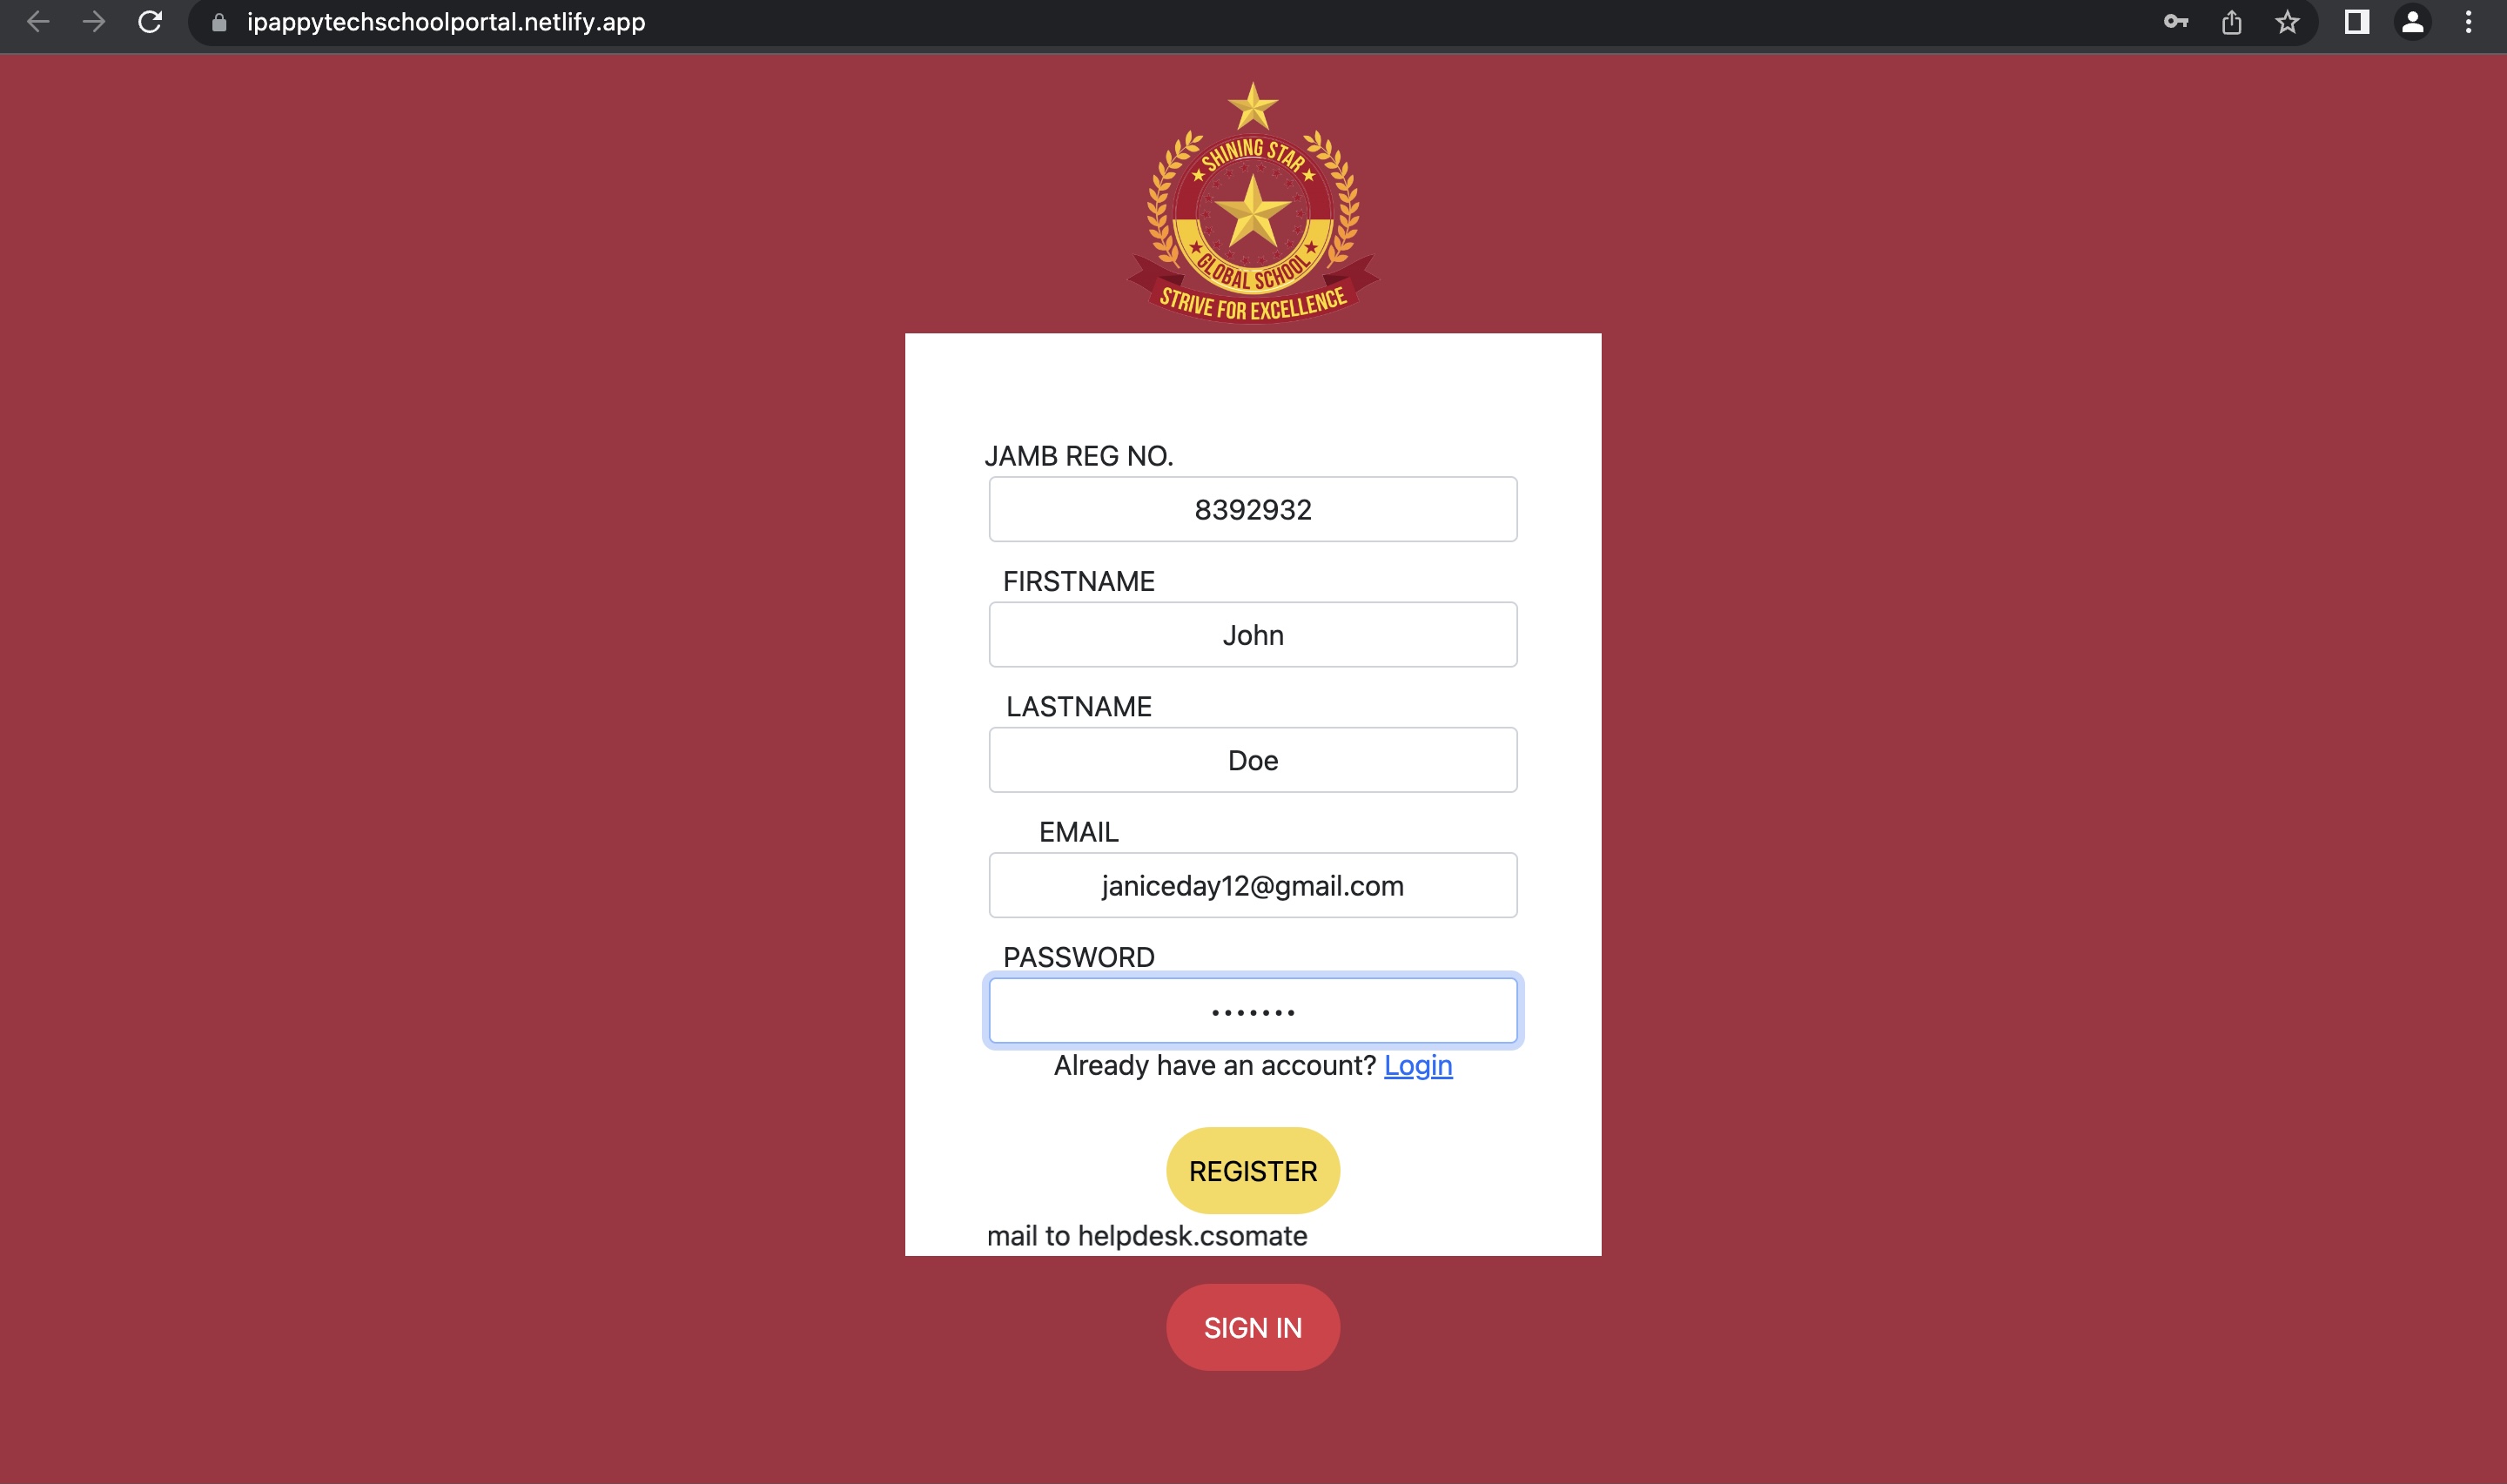 ipappytechschoolportal.netlify.app
SHINING STAR
GLOBAL SCHOOL
STRIVE FOR EXCELLENCE
JAMB REG NO.
8392932
FIRSTNAME
John
LASTNAME
Doe
EMAIL
janiceday12@gmail.com
PASSWORD
•••••••
Already have an account? Login
REGISTER
mail to helpdesk.csomate
SIGN IN